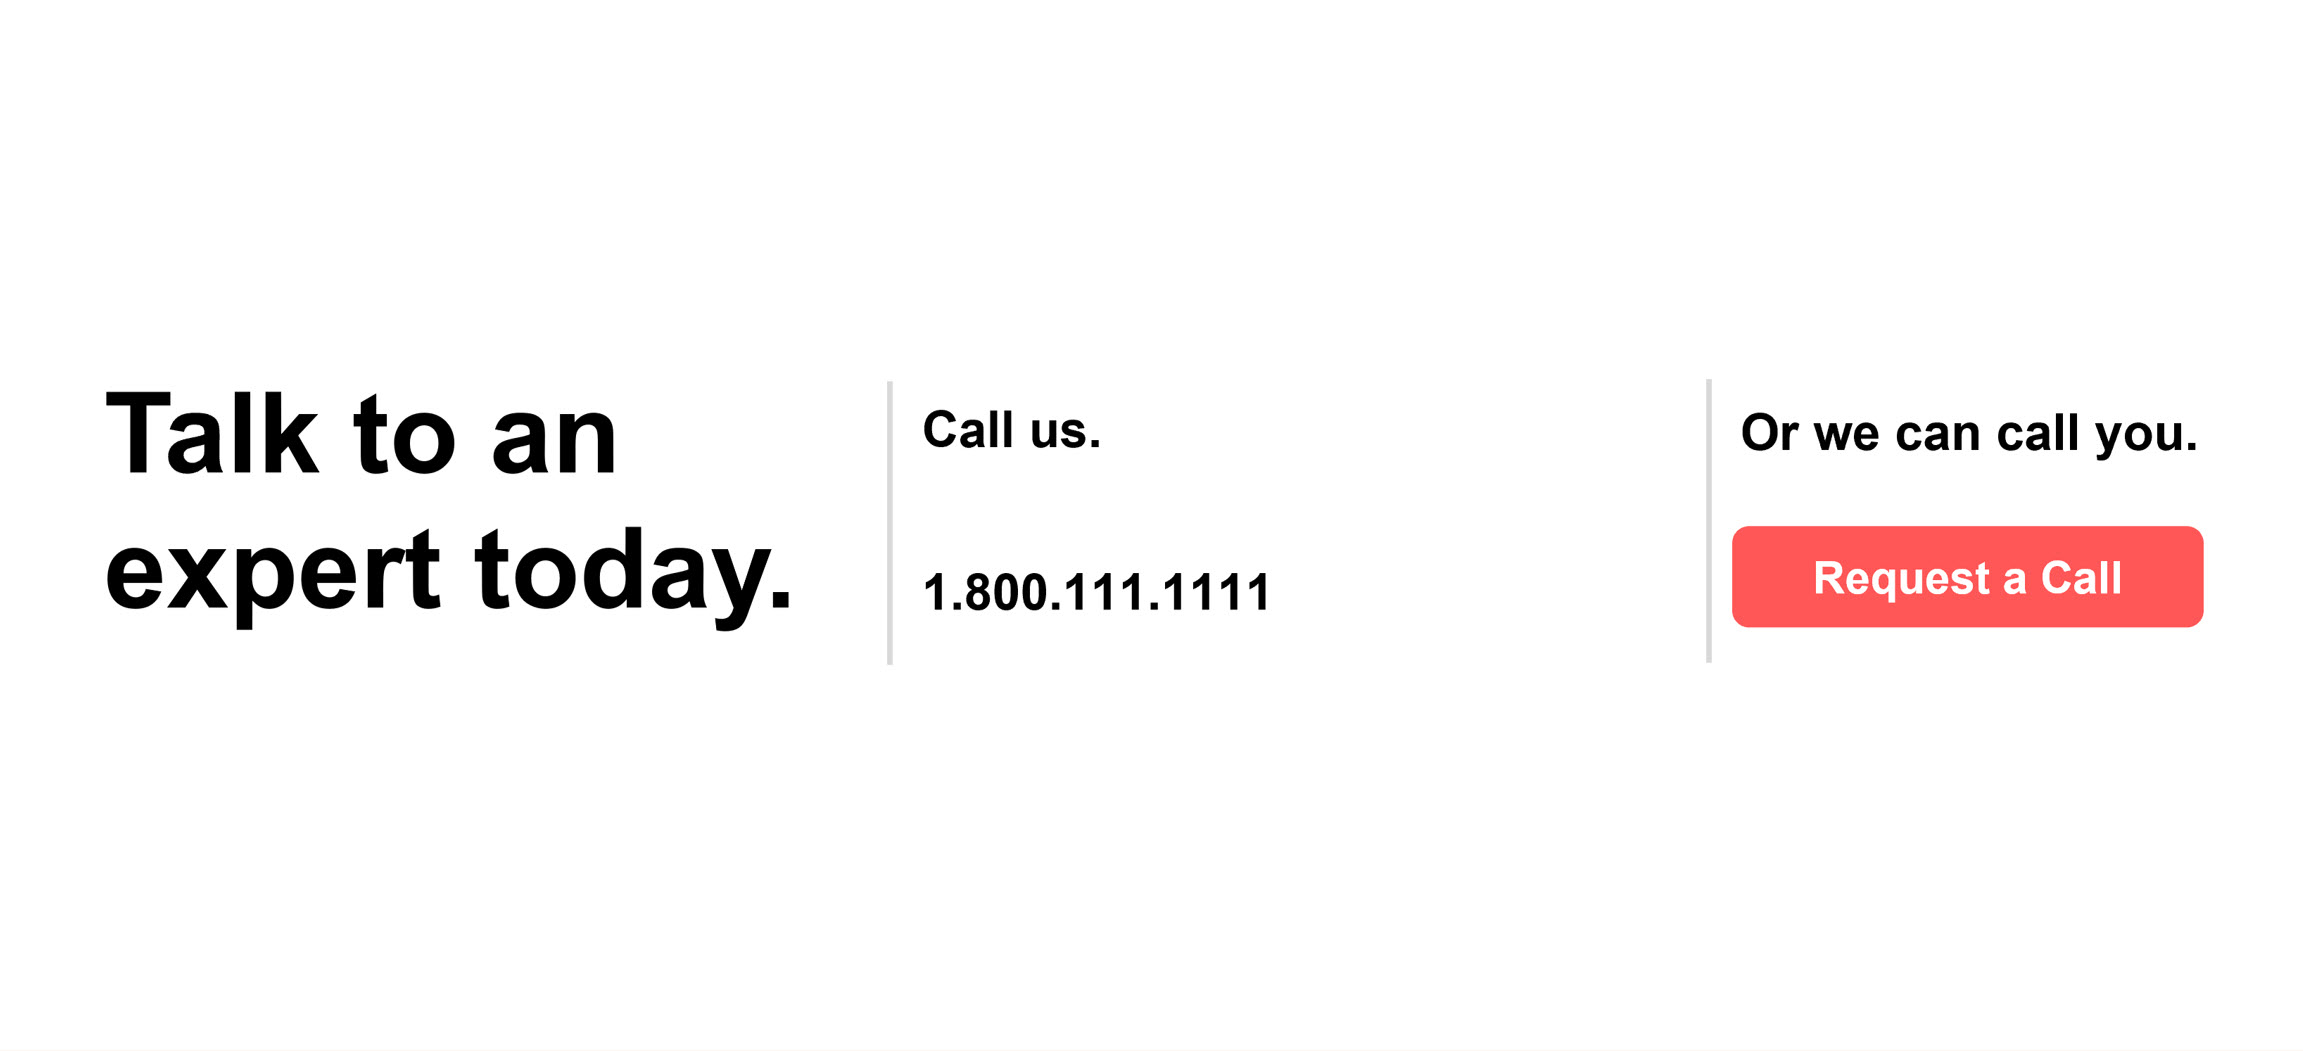 Talk to an
expert today.
Call us.
1.800.111.1111
Or we can call you.
Request a Call